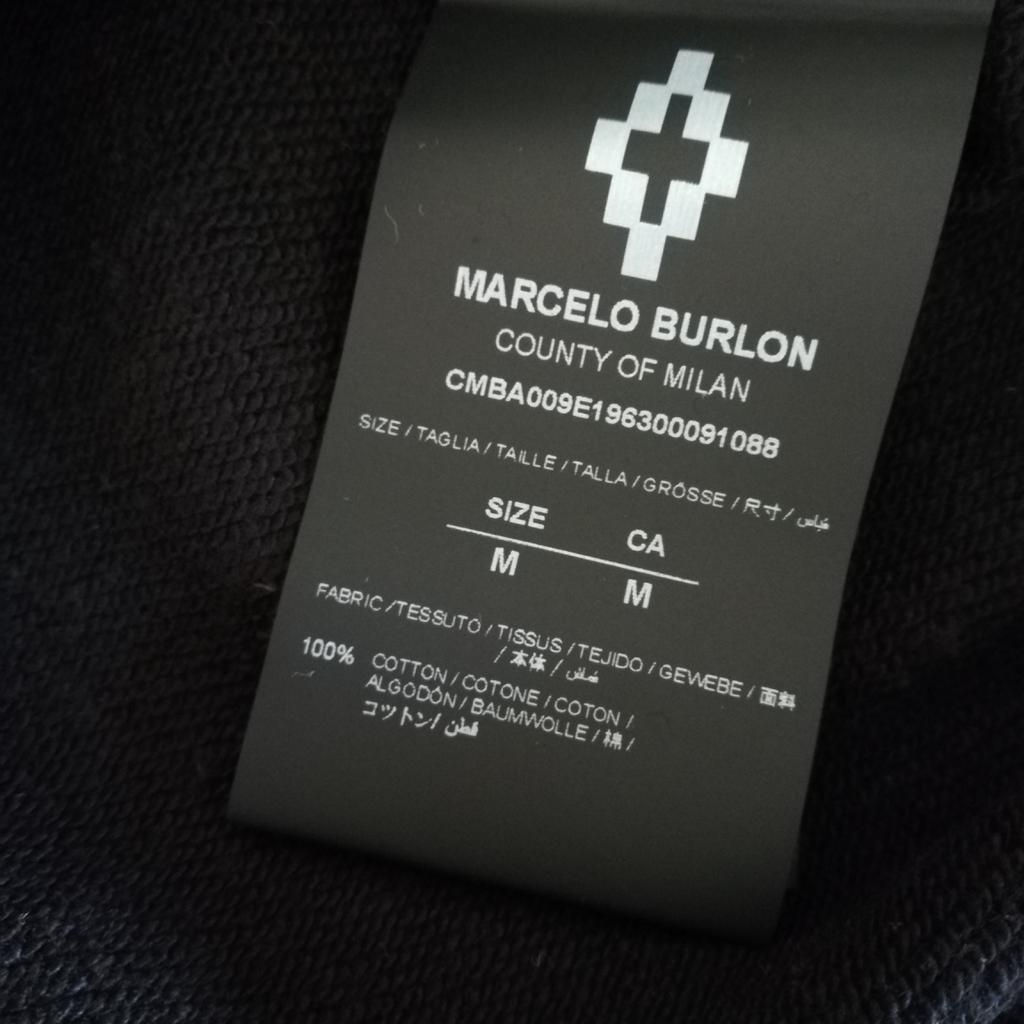 MARCELO BURLON
COUNTY OF MILAN
CMBA009E196300091088
SIZE / TAGLIA / TAILLE / TALLA / GRÖSSE / 尺寸 / قياس
SIZE CA
M M
FABRIC / TESSUTO / TISSUS / TEJIDO / GEWEBE / 面料
/ 本体 / قماش
100% COTTON / COTONE / COTON /
ALGODÓN / BAUMWOLLE / 棉 /
コットン / قطن